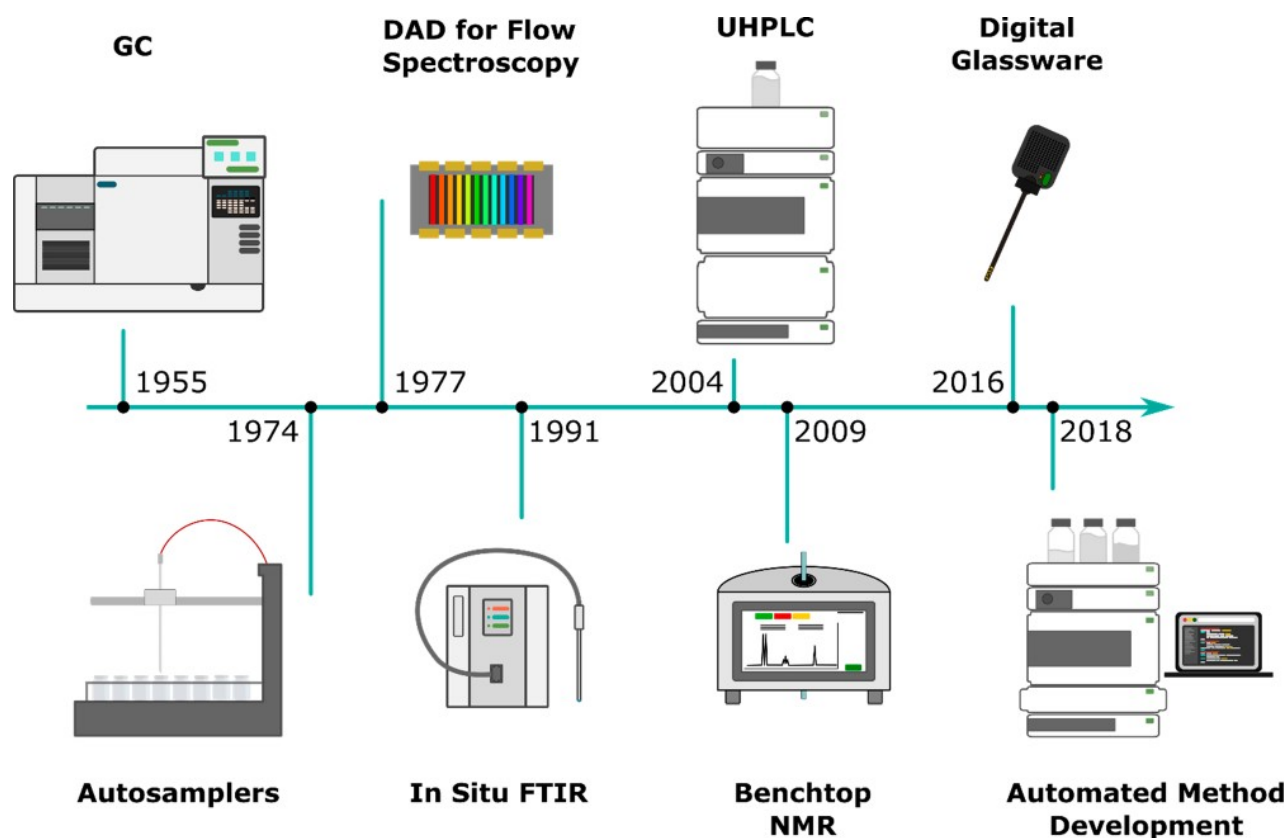 GC
DAD for Flow
Spectroscopy
UHPLC
Digital
Glassware
1955
1977
2004
2016
1974
1991
2009
2018
Autosamplers
In Situ FTIR
Benchtop
NMR
Automated Method
Development